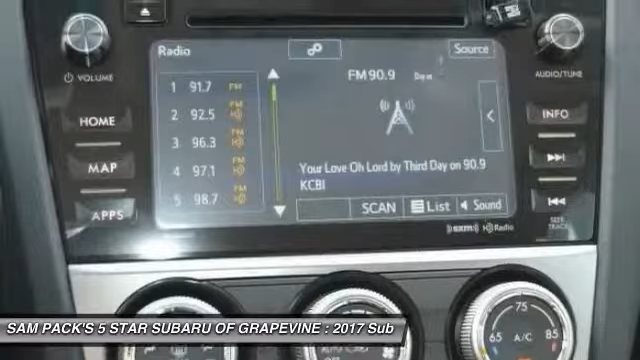 Radio
Source
FM 90.9
VOLUME
AUDIO/TUNE
1 91.7 FM
2 92.5 FM
3 96.3 FM
4 97.1 FM
5 98.7 FM
HOME
MAP
APPS
INFO
Your Love Oh Lord by Third Day on 90.9
KCBI
SCAN
List
Sound
SEEK
TRACK
((SXM))
HD Radio
65
75
85
A/C
SAM PACK'S 5 STAR SUBARU OF GRAPEVINE : 2017 Sub